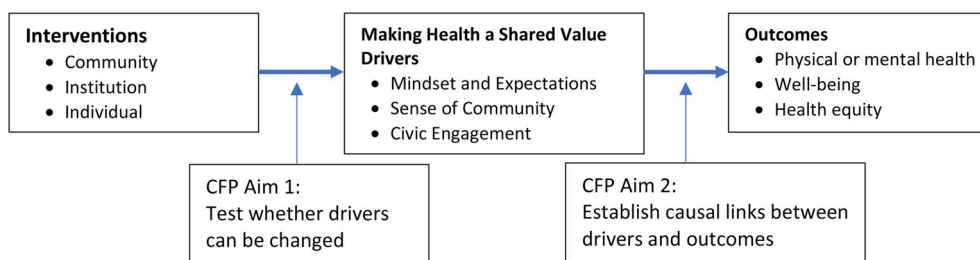 Interventions
• Community
• Institution
• Individual
Making Health a Shared Value
Drivers
• Mindset and Expectations
• Sense of Community
• Civic Engagement
Outcomes
• Physical or mental health
• Well-being
• Health equity
CFP Aim 1:
Test whether drivers
can be changed
CFP Aim 2:
Establish causal links between
drivers and outcomes